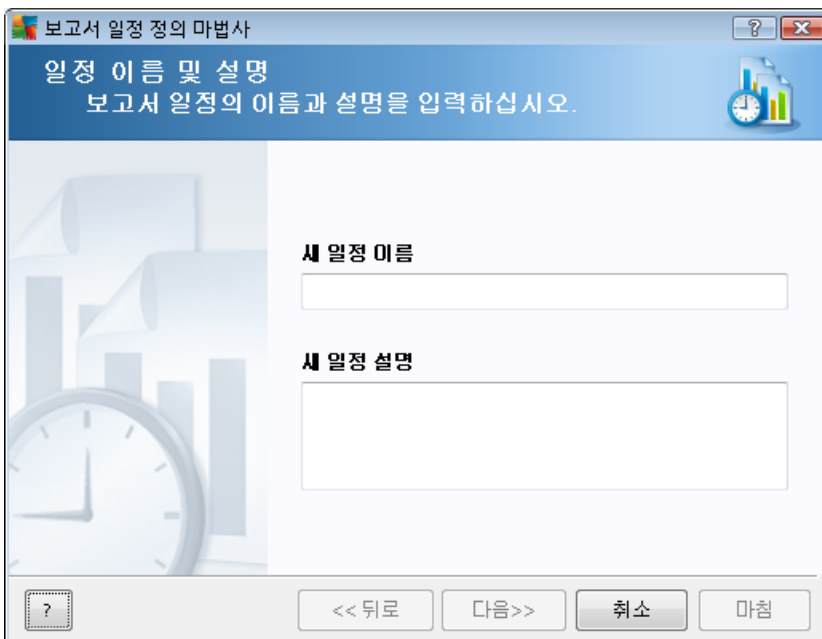 보고서 일정 정의 마법사
?
일정 이름 및 설명
보고서 일정의 이름과 설명을 입력하십시오.
새 일정 이름
새 일정 설명
?
<< 뒤로
다음>>
취소
마침